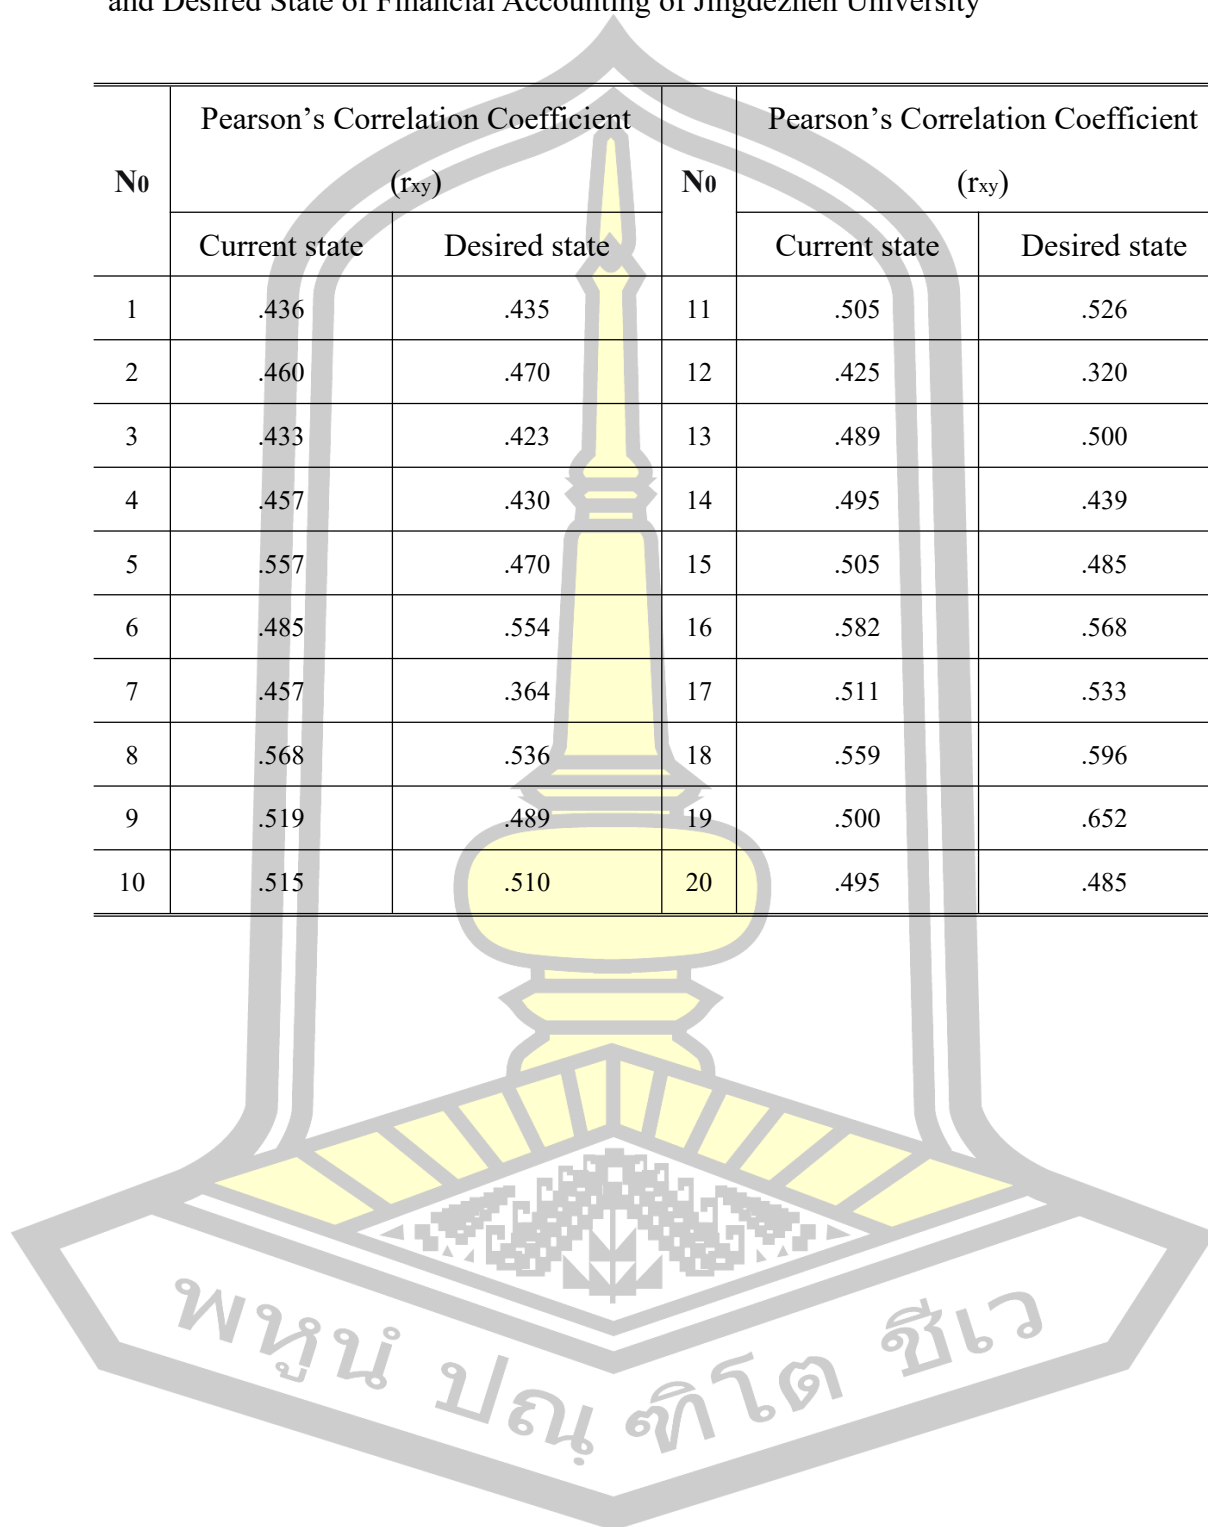 and Desired State of Financial Accounting of Jingdezhen University
Pearson's Correlation Coefficient Pearson's Correlation Coefficient
N0 (rxy) N0 (rxy)
Current state Desired state Current state Desired state
1 .436 .435 11 .505 .526
2 .460 .470 12 .425 .320
3 .433 .423 13 .489 .500
4 .457 .430 14 .495 .439
5 .557 .470 15 .505 .485
6 .485 .554 16 .582 .568
7 .457 .364 17 .511 .533
8 .568 .536 18 .559 .596
9 .519 .489 19 .500 .652
10 .515 .510 20 .495 .485
พหูนํ ปณฺฑิโต ชีเว